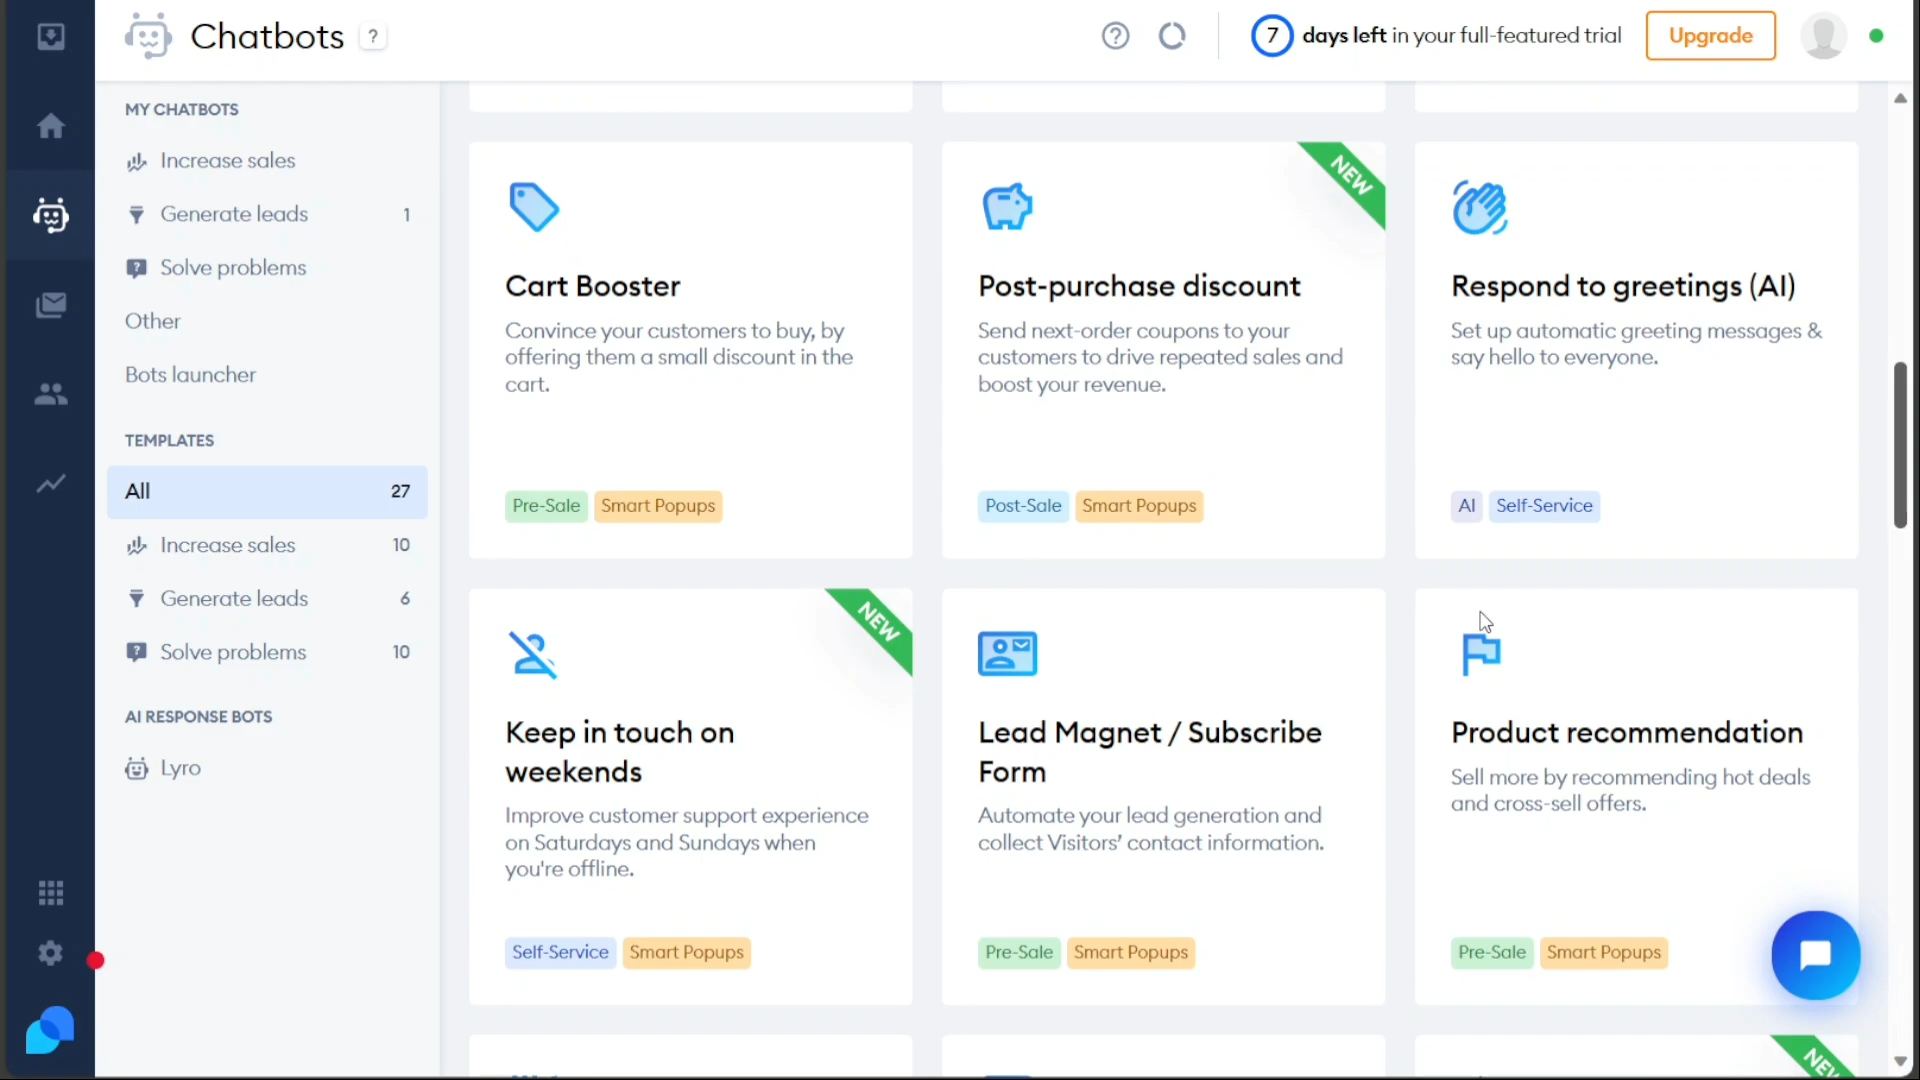 Chatbots
?
7
days left in your full-featured trial
Upgrade
MY CHATBOTS
Increase sales
Generate leads 1
Solve problems
Other
Bots launcher
TEMPLATES
All 27
Increase sales 10
Generate leads 6
Solve problems 10
AI RESPONSE BOTS
Lyro
Cart Booster
Convince your customers to buy, by
offering them a small discount in the
cart.
Pre-Sale Smart Popups
NEW
Post-purchase discount
Send next-order coupons to your
customers to drive repeated sales and
boost your revenue.
Post-Sale Smart Popups
Respond to greetings (AI)
Set up automatic greeting messages &
say hello to everyone.
AI Self-Service
NEW
Keep in touch on
weekends
Improve customer support experience
on Saturdays and Sundays when
you're offline.
Self-Service Smart Popups
Lead Magnet / Subscribe
Form
Automate your lead generation and
collect Visitors’ contact information.
Pre-Sale Smart Popups
Product recommendation
Sell more by recommending hot deals
and cross-sell offers.
Pre-Sale Smart Popups
NEW